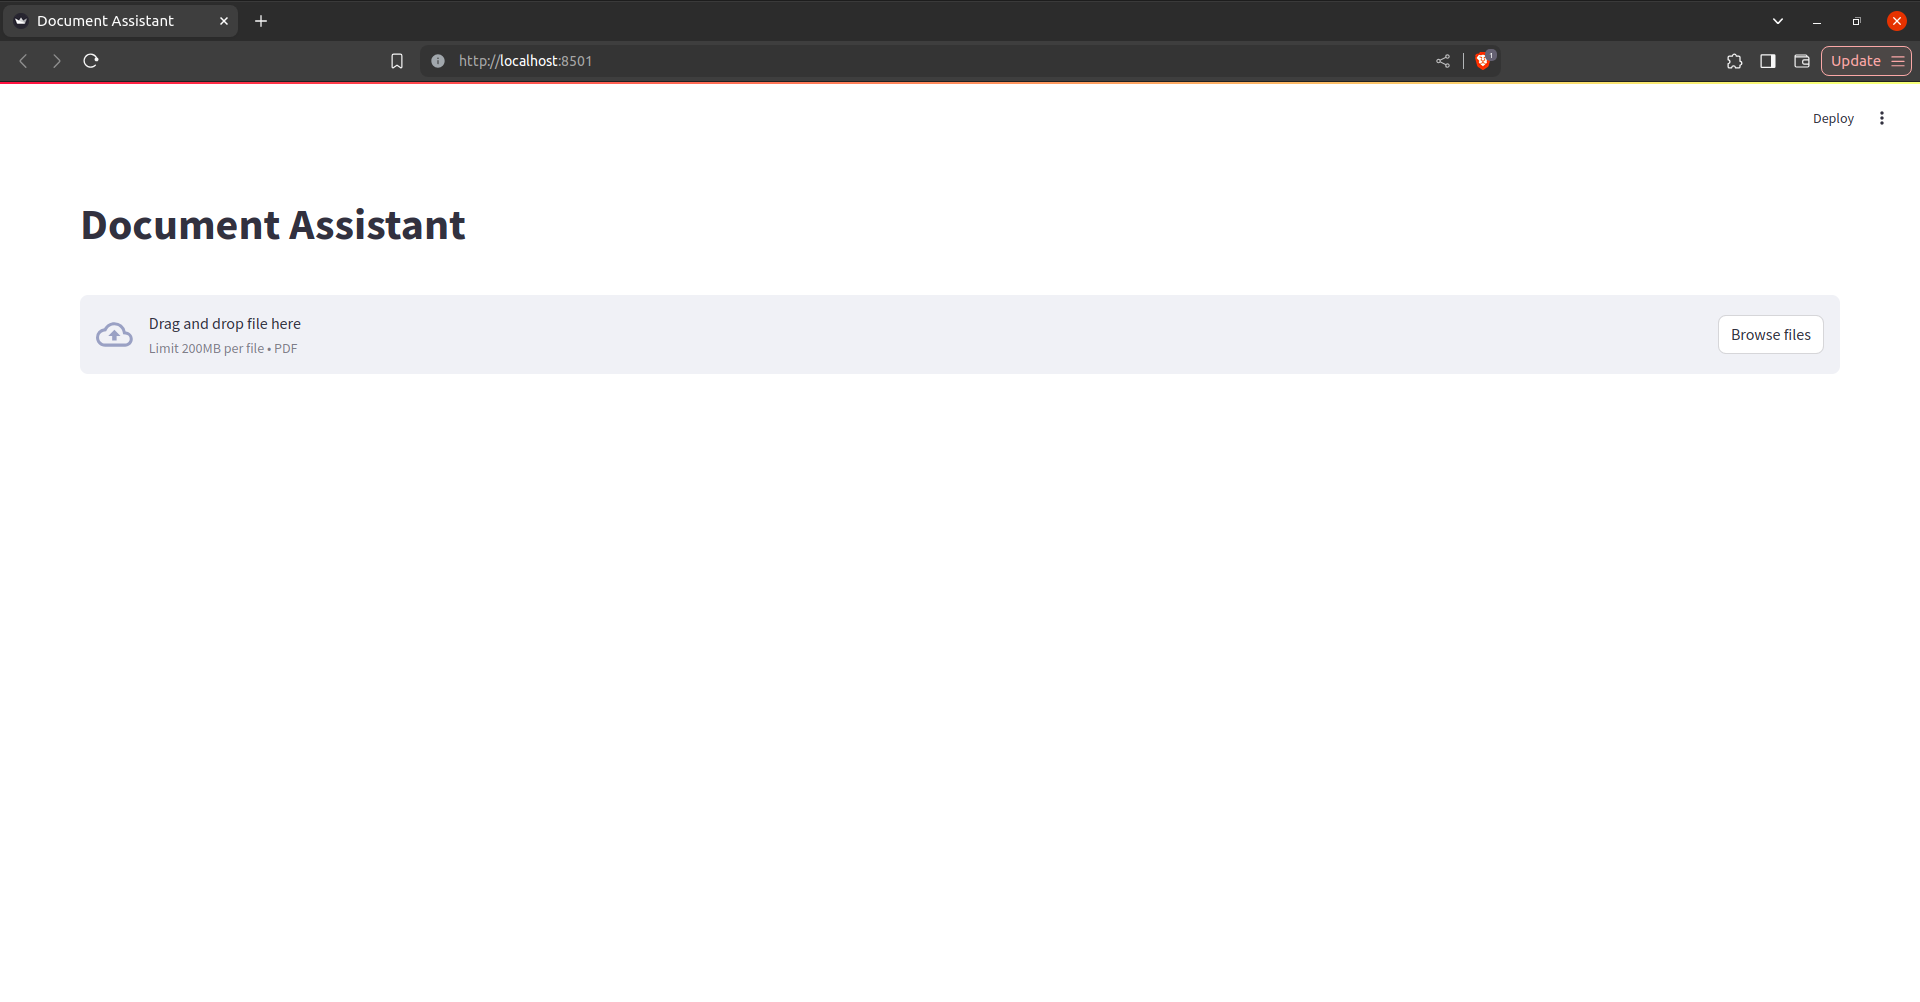 Document Assistant
http://localhost:8501
1
Update
Deploy
Document Assistant
Drag and drop file here
Limit 200MB per file • PDF
Browse files